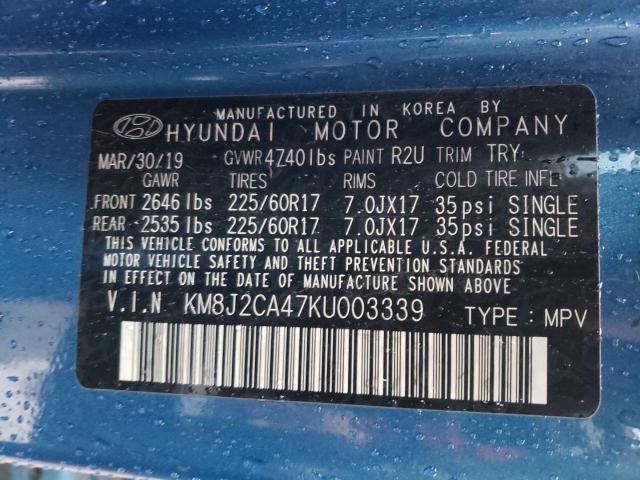 MANUFACTURED IN KOREA BY
HYUNDAI MOTOR COMPANY
MAR/30/19 GVWR 4740lbs PAINT R2U TRIM TRY
GAWR TIRES RIMS COLD TIRE INFL
FRONT 2646 lbs 225/60R17 7.0JX17 35psi SINGLE
REAR 2535 lbs 225/60R17 7.0JX17 35psi SINGLE
THIS VEHICLE CONFORMS TO ALL APPLICABLE U.S.A. FEDERAL
MOTOR VEHICLE SAFETY AND THEFT PREVENTION STANDARDS
IN EFFECT ON THE DATE OF MANUFACTURE SHOWN ABOVE
V.I.N KM8J2CA47KU003339 TYPE : MPV